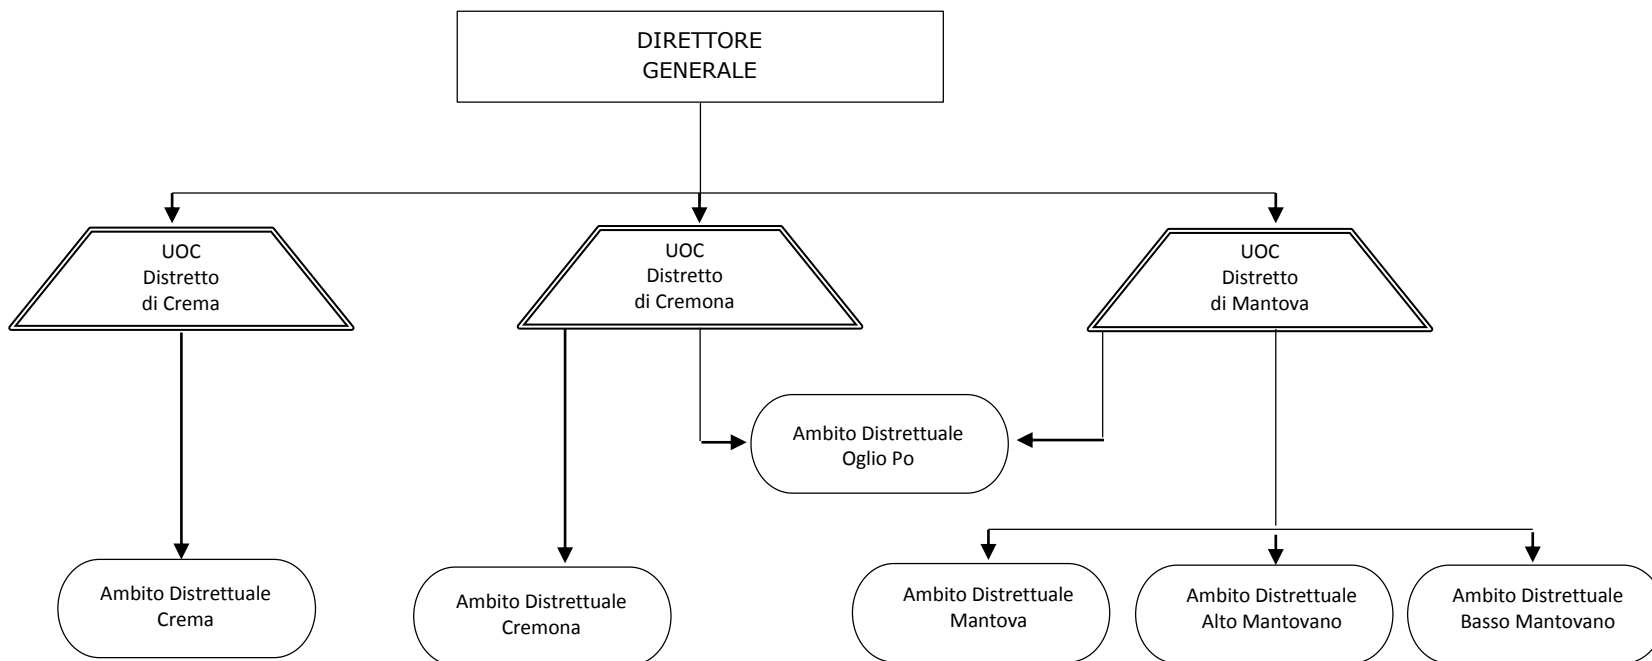 DIRETTORE
GENERALE
UOC
Distretto
di Crema
UOC
Distretto
di Cremona
UOC
Distretto
di Mantova
Ambito Distrettuale
Oglio Po
Ambito Distrettuale
Crema
Ambito Distrettuale
Cremona
Ambito Distrettuale
Mantova
Ambito Distrettuale
Alto Mantovano
Ambito Distrettuale
Basso Mantovano